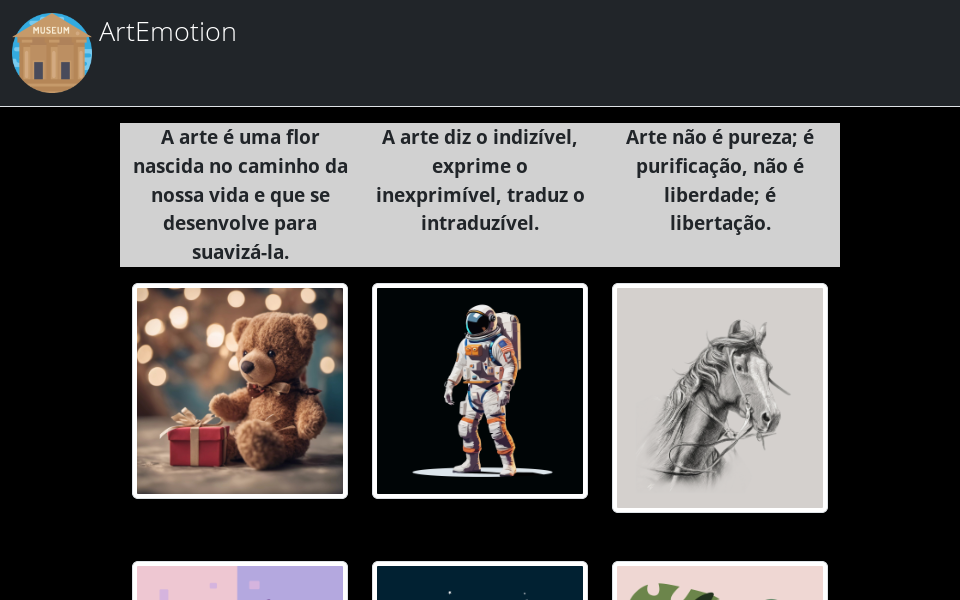 MUSEUM
ArtEmotion
A arte é uma flor
nascida no caminho da
nossa vida e que se
desenvolve para
suavizá-la.
A arte diz o indizível,
exprime o
inexprimível, traduz o
intraduzível.
Arte não é pureza; é
purificação, não é
liberdade; é
libertação.